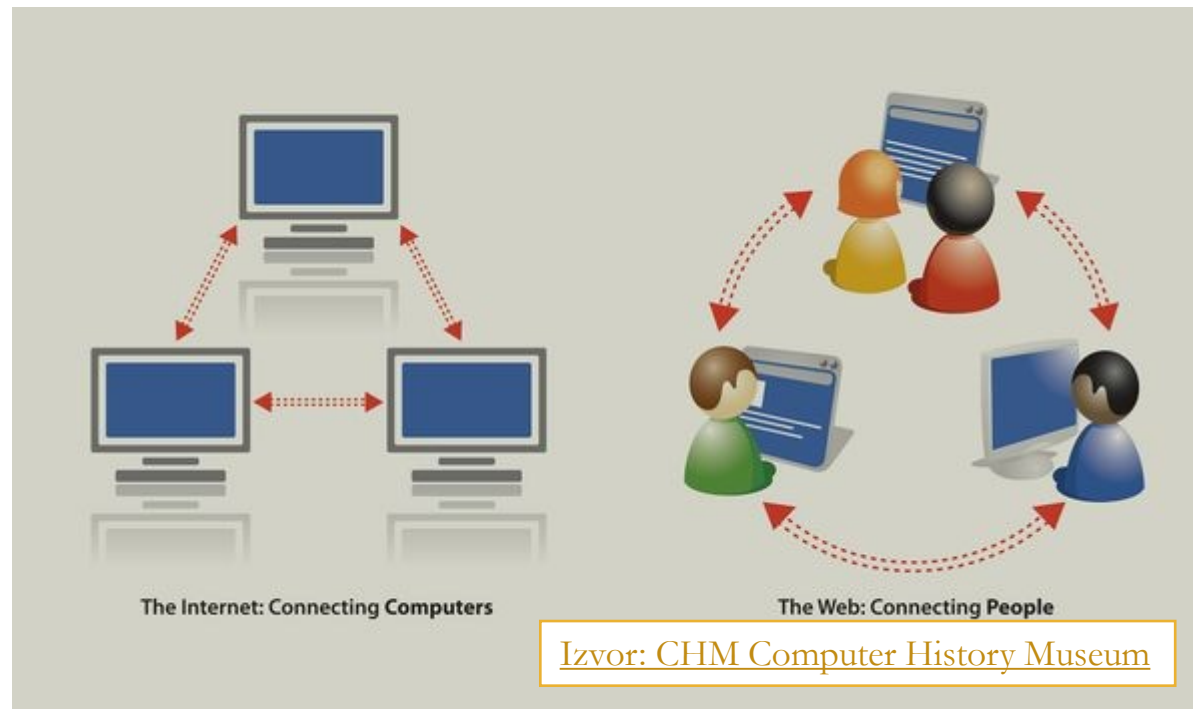 The Internet: Connecting Computers
The Web: Connecting People
Izvor: CHM Computer History Museum